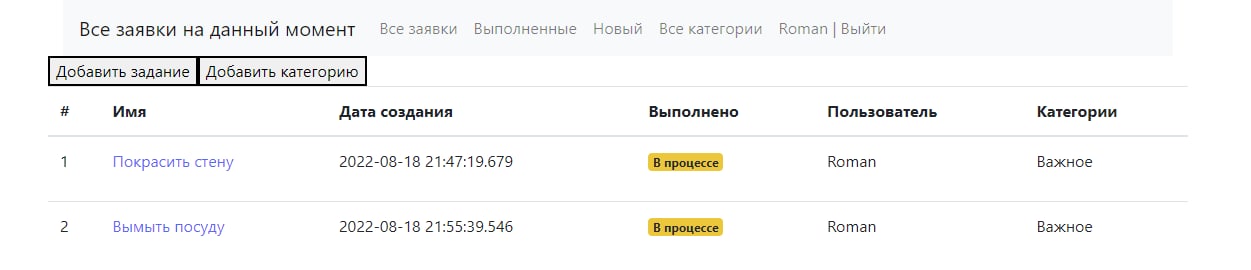 Все заявки на данный момент Все заявки Выполненные Новый Все категории Roman | Выйти
Добавить задание Добавить категорию
# Имя Дата создания Выполнено Пользователь Категории
1 Покрасить стену 2022-08-18 21:47:19.679 В процессе Roman Важное
2 Вымыть посуду 2022-08-18 21:55:39.546 В процессе Roman Важное